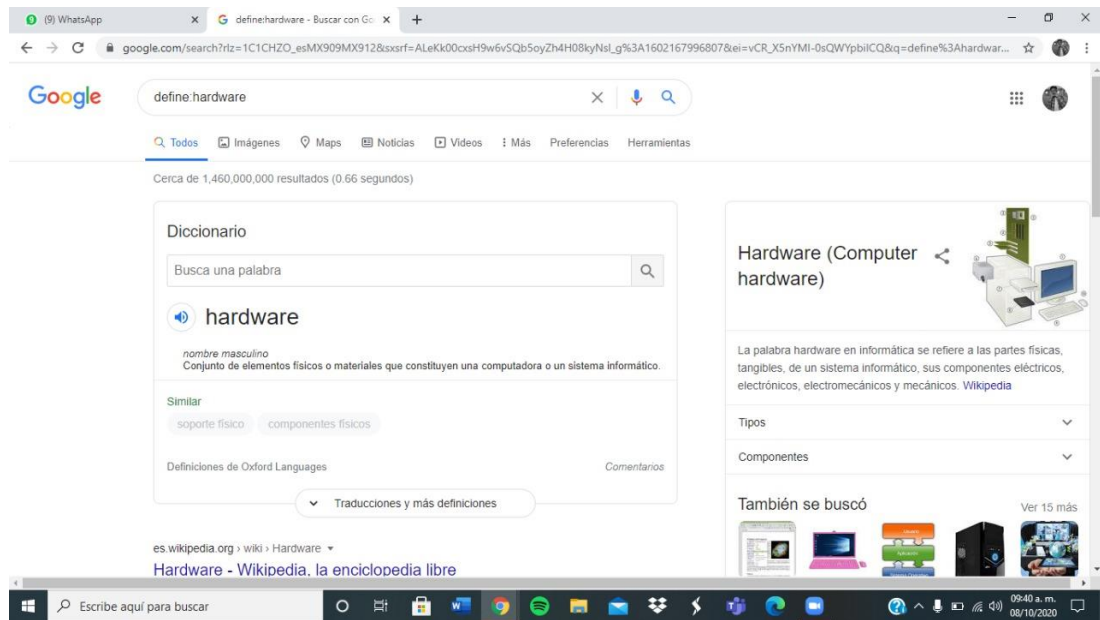 (9) WhatsApp
define:hardware - Buscar con Go
google.com/search?rlz=1C1CHZO_esMX909MX912&sxsrf=ALeKk00cxsH9w6vSQb5oyZh4H08kyNsI_g%3A1602167996807&ei=vCR_X5nYMI-0sQWYpbiICQ&q=define%3Ahardwar...
Google
define:hardware
Todos Imágenes Maps Noticias Videos Más Preferencias Herramientas
Cerca de 1,460,000,000 resultados (0.66 segundos)
Diccionario
Busca una palabra
hardware
nombre masculino
Conjunto de elementos físicos o materiales que constituyen una computadora o un sistema informático.
Similar
soporte físico componentes físicos
Definiciones de Oxford Languages Comentarios
Traducciones y más definiciones
es.wikipedia.org › wiki › Hardware
Hardware - Wikipedia, la enciclopedia libre
Hardware (Computer
hardware)
La palabra hardware en informática se refiere a las partes físicas,
tangibles, de un sistema informático, sus componentes eléctricos,
electrónicos, electromecánicos y mecánicos. Wikipedia
Tipos
Componentes
También se buscó Ver 15 más
Escribe aquí para buscar
09:40 a. m.
08/10/2020